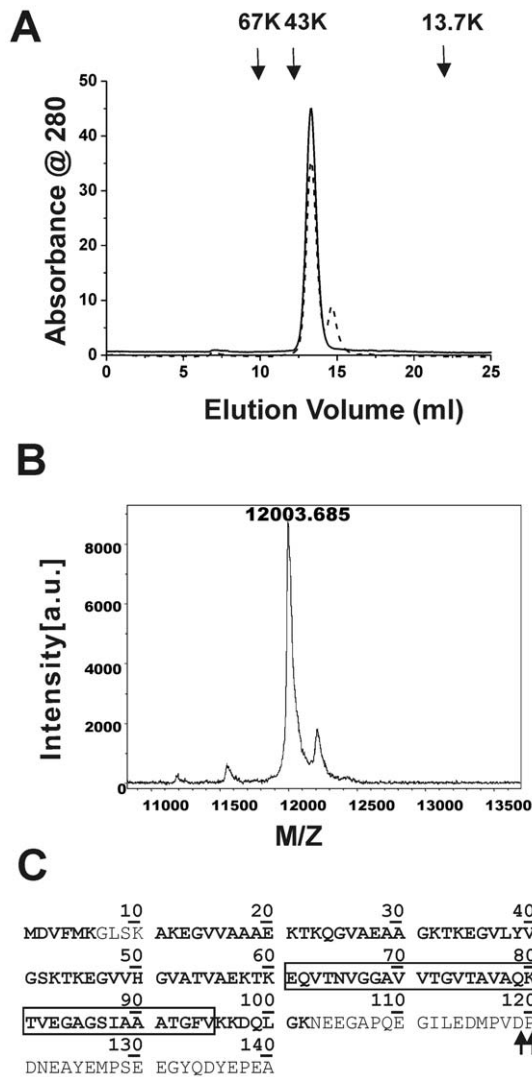 A
67K 43K 13.7K
50
40
30
20
10
0
0 5 10 15 20 25
Absorbance @ 280
Elution Volume (ml)
B
12003.685
8000
6000
4000
2000
0
11000 11500 12000 12500 13000 13500
Intensity[a.u.]
M/Z
C
10 20 30 40
MDVFMKGLSK AKEGVVAAAE KTKQGVAEAA GKTKEGVLYV
50 60 70 80
GSKTKEGVVH GVATVAEKTK EQVTNVGGAV VTGVTAVAQK
90 100 110 120
TVEGAGSIAA ATGFVKKDQL GKNEEGAPQE GILEDMPVDP
130 140
DNEAYEMPSE EGYQDYEPEA